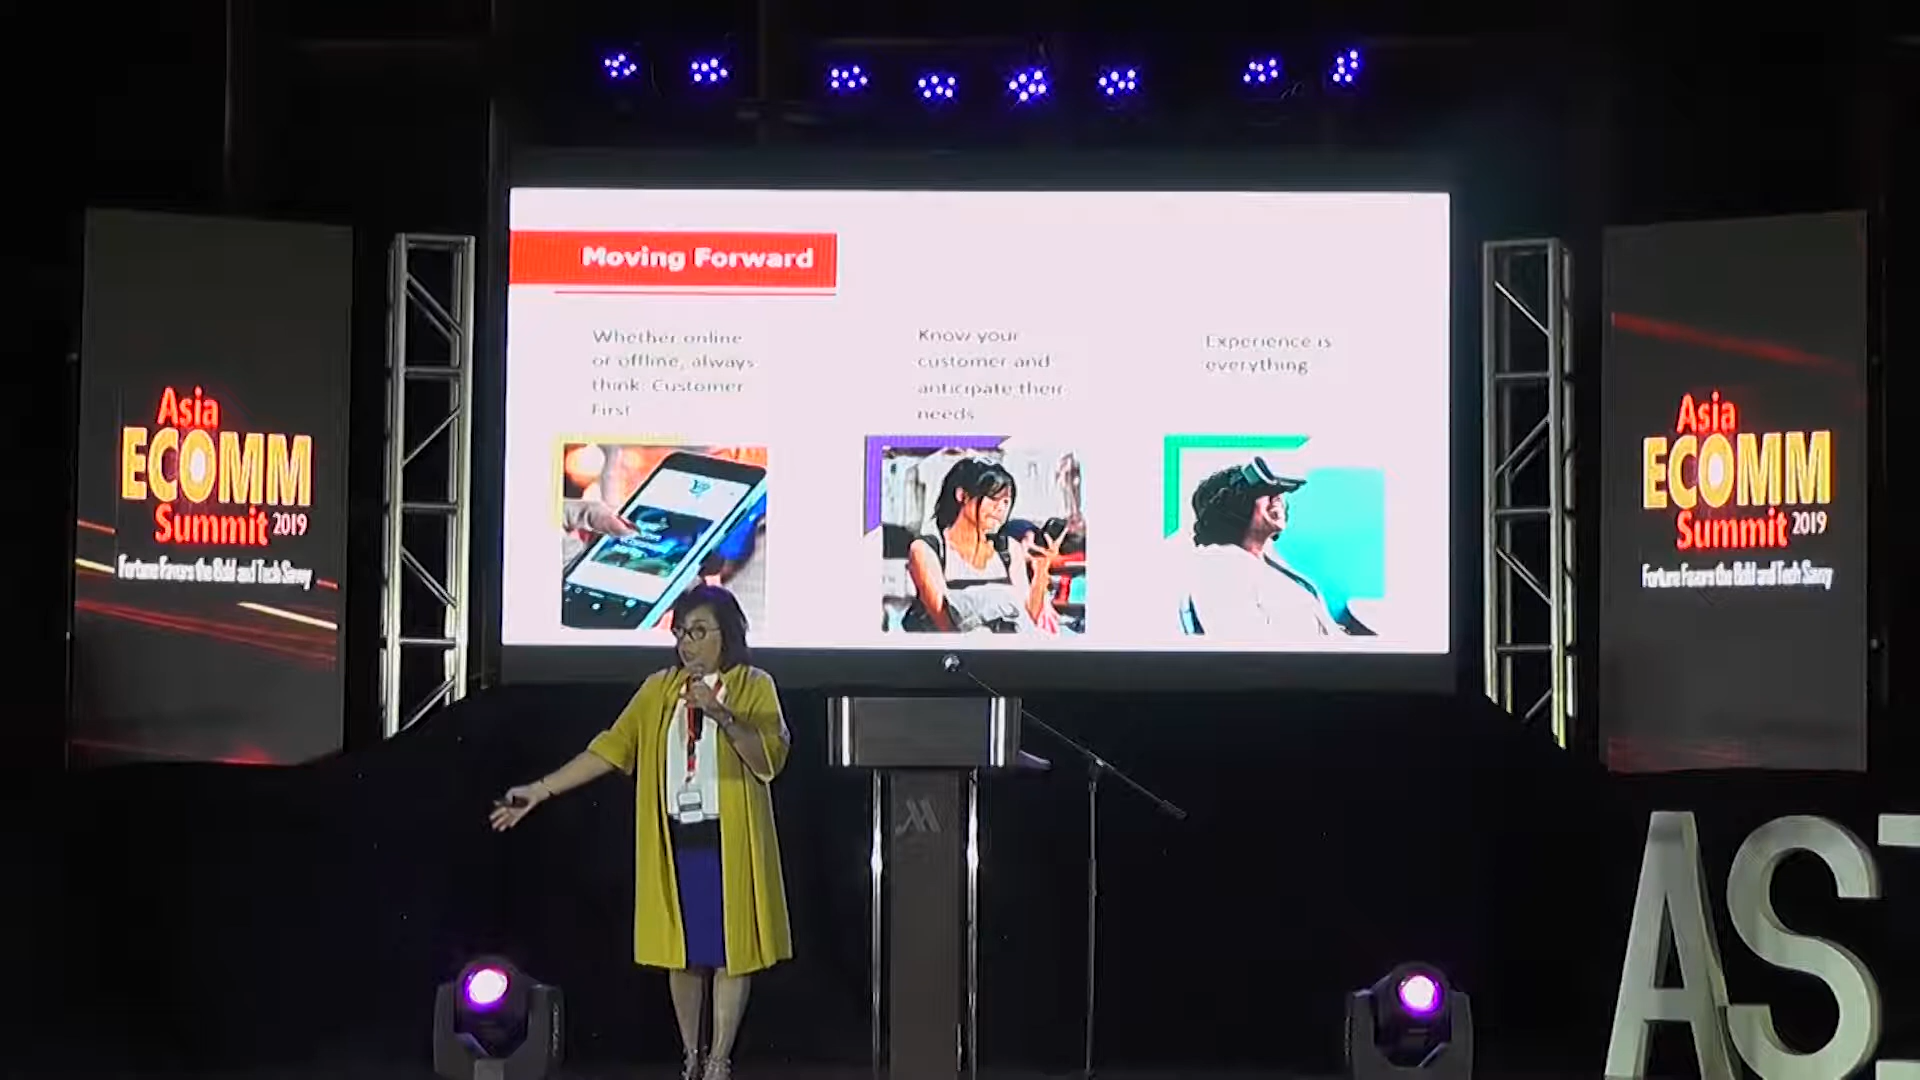 Moving Forward
Whether online
or offline, always
think: Customer
First
Know your
customer and
anticipate their
needs
Experience is
everything
Asia
ECOMM
Summit 2019
Fortune Favors the Bold and Tech Savvy
Asia
ECOMM
Summit 2019
Fortune Favors the Bold and Tech Savvy
AS